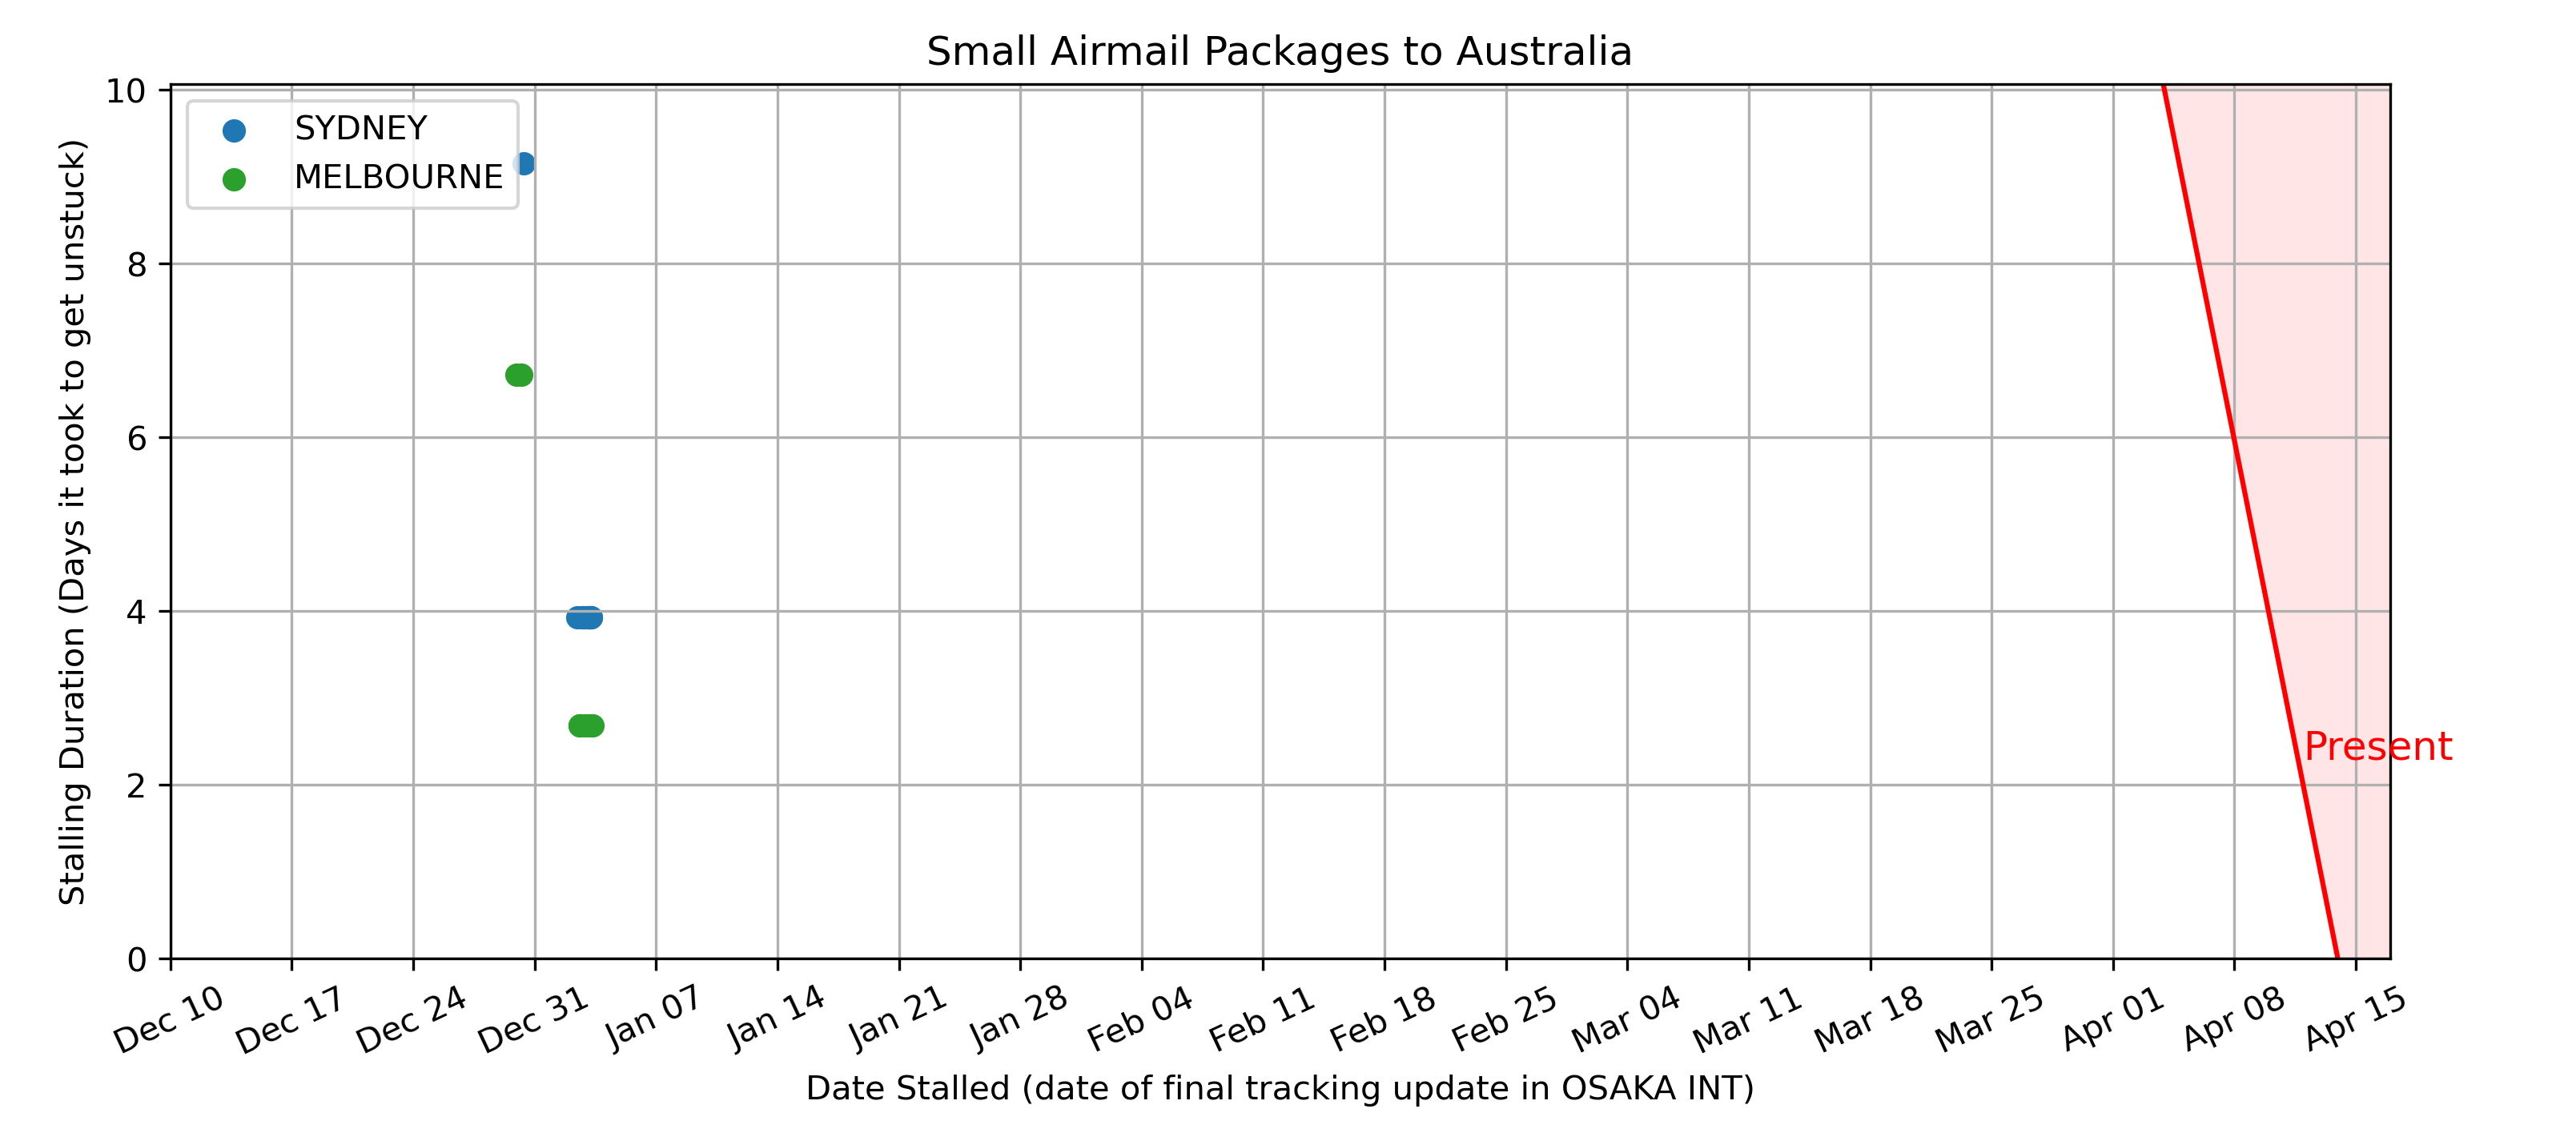 Small Airmail Packages to Australia
SYDNEY
MELBOURNE
Stalling Duration (Days it took to get unstuck)
10
8
6
4
2
0
Present
Dec 10
Dec 17
Dec 24
Dec 31
Jan 07
Jan 14
Jan 21
Jan 28
Feb 04
Feb 11
Feb 18
Feb 25
Mar 04
Mar 11
Mar 18
Mar 25
Apr 01
Apr 08
Apr 15
Date Stalled (date of final tracking update in OSAKA INT)